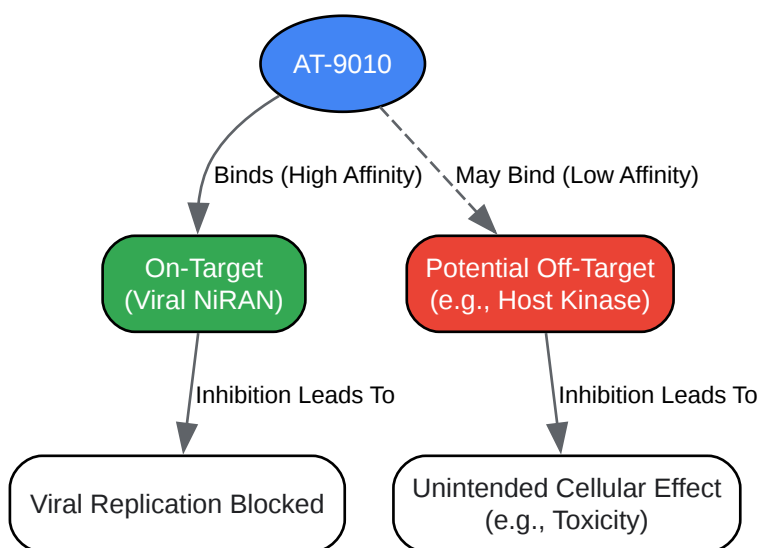 AT-9010
Binds (High Affinity)
May Bind (Low Affinity)
On-Target
(Viral NiRAN)
Potential Off-Target
(e.g., Host Kinase)
Inhibition Leads To
Inhibition Leads To
Viral Replication Blocked
Unintended Cellular Effect
(e.g., Toxicity)